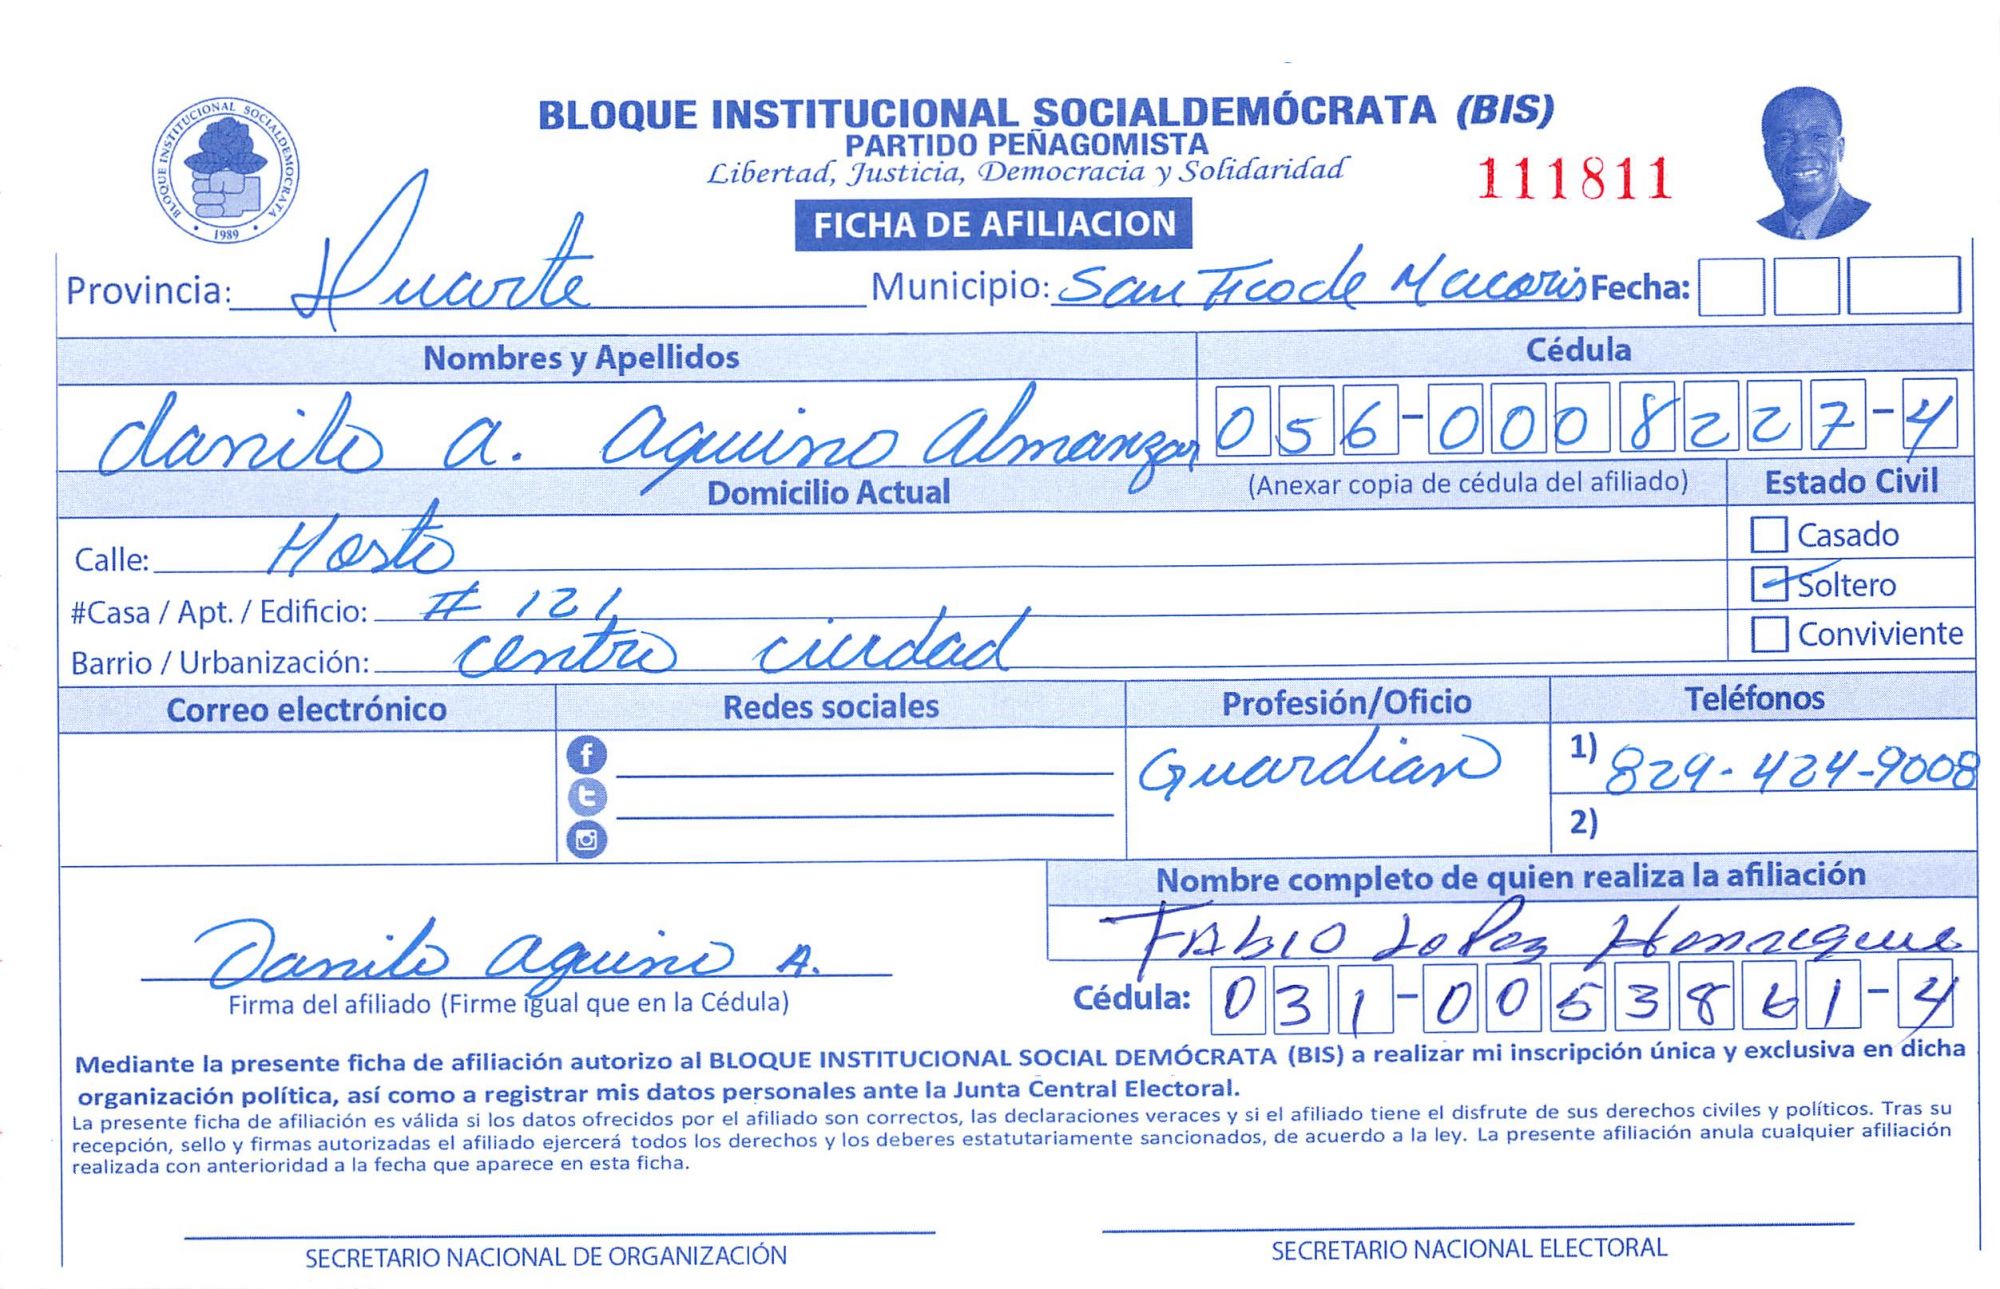 BLOQUE INSTITUCIONAL SOCIALDEMÓCRATA (BIS)
PARTIDO PEÑAGOMISTA
Libertad, Justicia, Democracia y Solidaridad
111811
BLOQUE INSTITUCIONAL SOCIALDEMOCRATA
1989
FICHA DE AFILIACION
Provincia: Duarte Municipio: San Fcode Macoris Fecha:
Nombres y Apellidos Cédula
danilo a. aquino almanzar 056-0008227-4
Domicilio Actual (Anexar copia de cédula del afiliado) Estado Civil
Calle: Hosto Casado
#Casa / Apt. / Edificio: # 121 Soltero
Barrio / Urbanización: centro ciudad Conviviente
Correo electrónico Redes sociales Profesión/Oficio Teléfonos
Guardian 1) 829-424-9008
2)
Nombre completo de quien realiza la afiliación
Danilo aquino A. FAbIO LoPez Henrique
Firma del afiliado (Firme igual que en la Cédula) Cédula: 031-0053861-4
Mediante la presente ficha de afiliación autorizo al BLOQUE INSTITUCIONAL SOCIAL DEMÓCRATA (BIS) a realizar mi inscripción única y exclusiva en dicha
organización política, así como a registrar mis datos personales ante la Junta Central Electoral.
La presente ficha de afiliación es válida si los datos ofrecidos por el afiliado son correctos, las declaraciones veraces y si el afiliado tiene el disfrute de sus derechos civiles y políticos. Tras su
recepción, sello y firmas autorizadas el afiliado ejercerá todos los derechos y los deberes estatutariamente sancionados, de acuerdo a la ley. La presente afiliación anula cualquier afiliación
realizada con anterioridad a la fecha que aparece en esta ficha.
SECRETARIO NACIONAL DE ORGANIZACIÓN SECRETARIO NACIONAL ELECTORAL